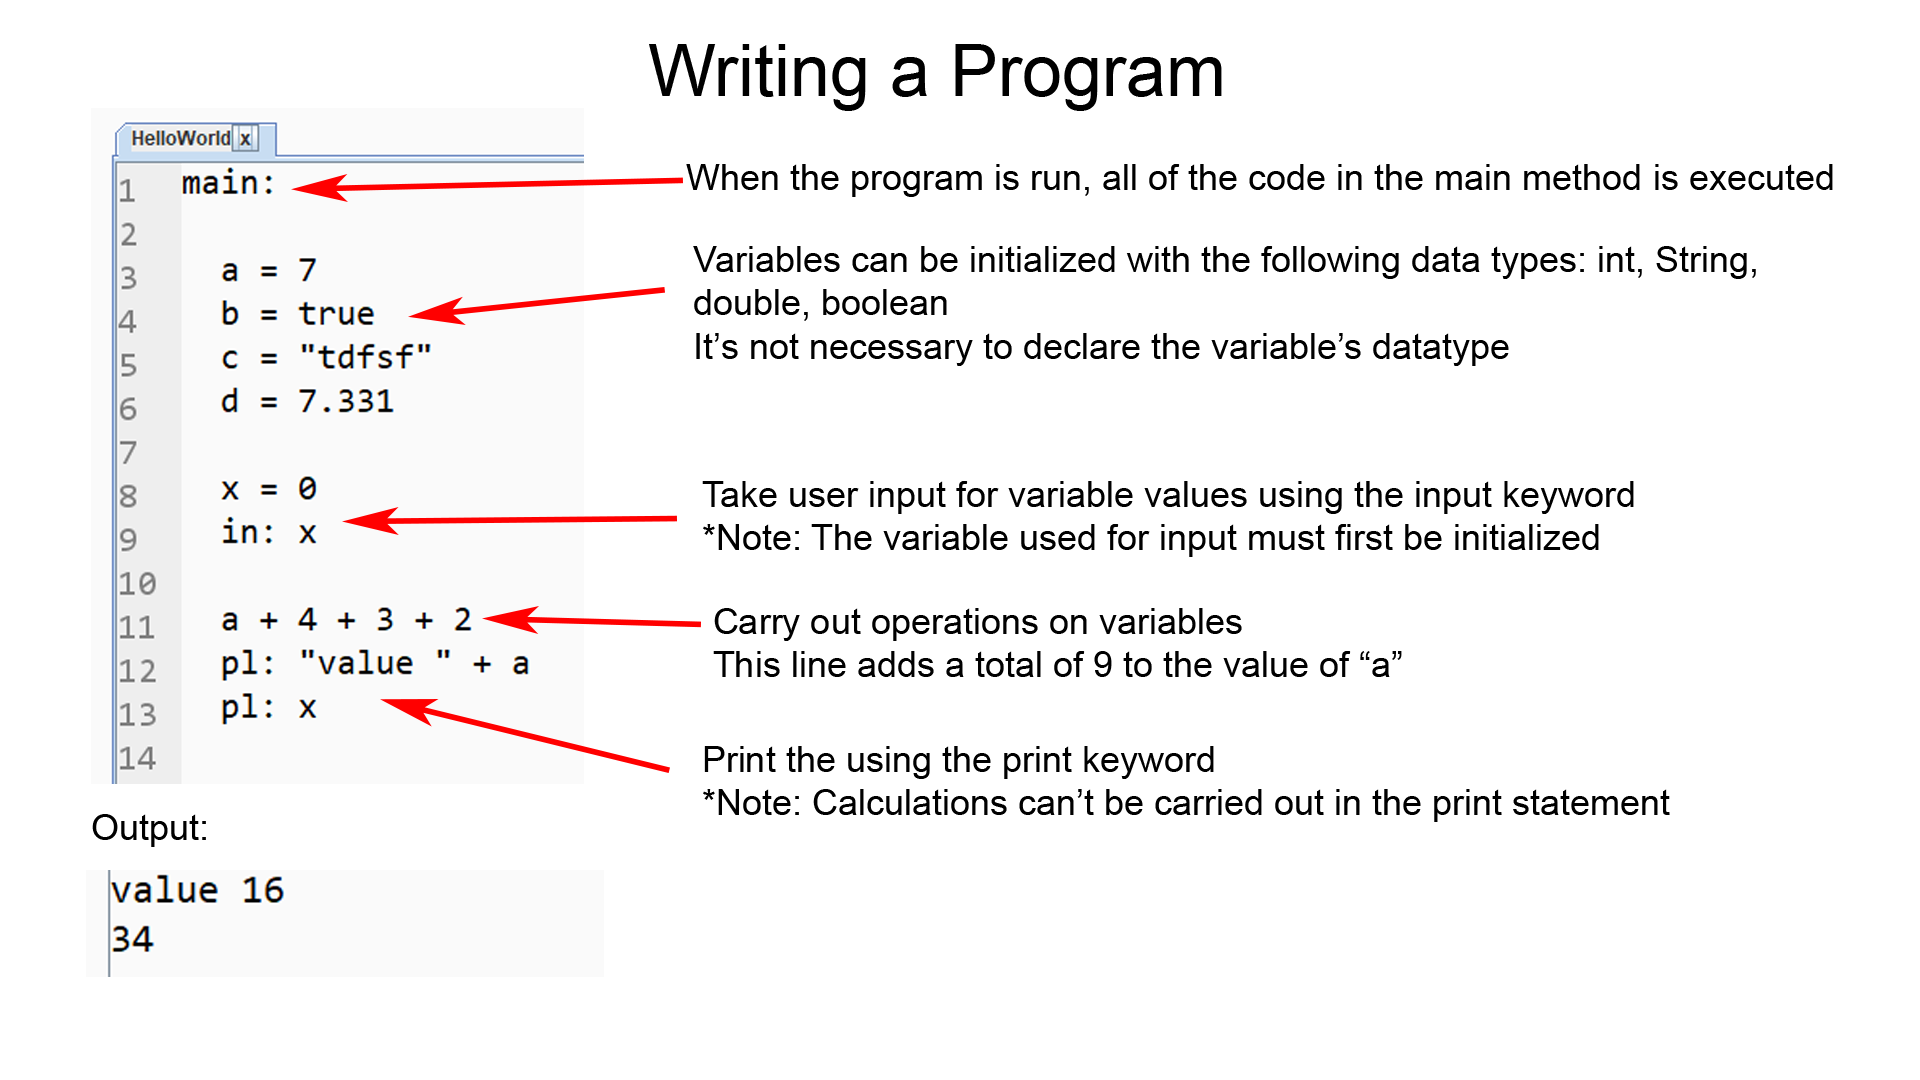 Writing a Program
HelloWorld x
1 main:
2
3 a = 7
4 b = true
5 c = "tdfsf"
6 d = 7.331
7
8 x = 0
9 in: x
10
11 a + 4 + 3 + 2
12 pl: "value " + a
13 pl: x
14
When the program is run, all of the code in the main method is executed
Variables can be initialized with the following data types: int, String,
double, boolean
It’s not necessary to declare the variable’s datatype
Take user input for variable values using the input keyword
*Note: The variable used for input must first be initialized
Carry out operations on variables
This line adds a total of 9 to the value of “a”
Print the using the print keyword
*Note: Calculations can’t be carried out in the print statement
Output:
value 16
34